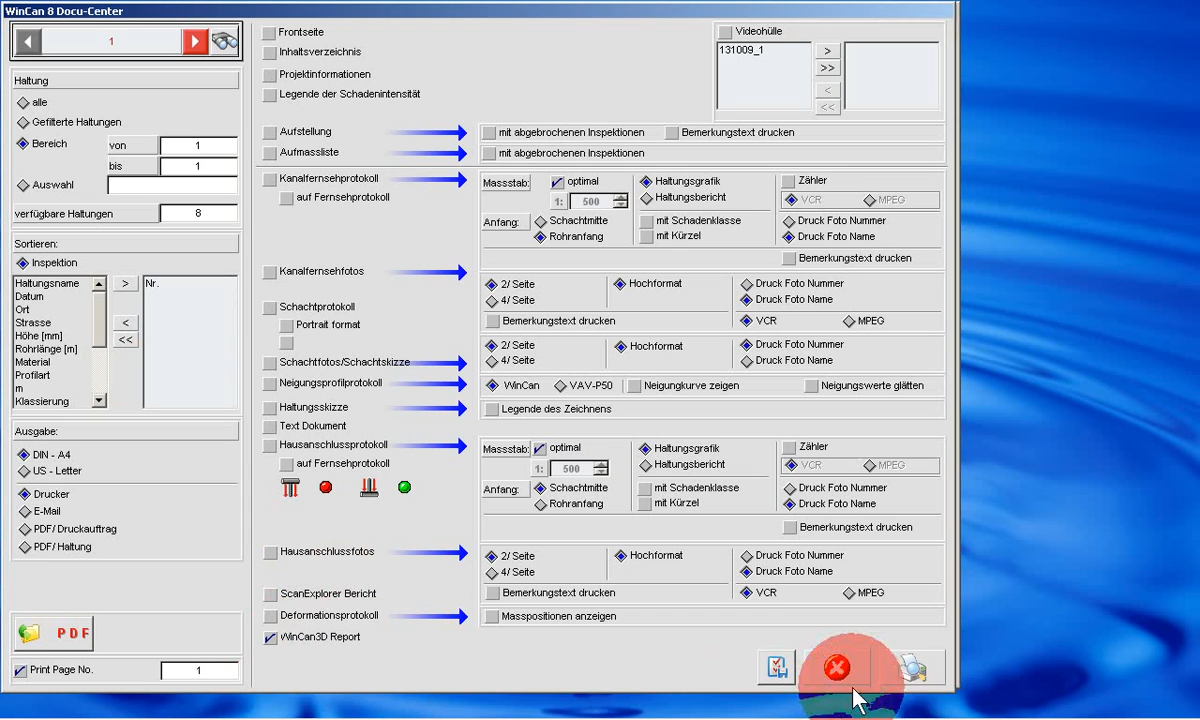 WinCan 8 Docu-Center
1
Haltung
alle
Gefilterte Haltungen
Bereich
von
1
bis
1
Auswahl
verfügbare Haltungen
8
Sortieren:
Inspektion
Haltungsname
Datum
Ort
Strasse
Höhe [mm]
Rohrlänge [m]
Material
Profilart
m
Klassierung
>
<
<<
Nr.
Ausgabe:
DIN - A4
US - Letter
Drucker
E-Mail
PDF/Druckauftrag
PDF/Haltung
PDF
Print Page No.
1
Frontseite
Inhaltsverzeichnis
Projektinformationen
Legende der Schadenintensität
Videohülle
131009_1
>
>>
<
<<
Aufstellung
mit abgebrochenen Inspektionen
Bemerkungstext drucken
Aufmassliste
mit abgebrochenen Inspektionen
Kanalfernsehprotokoll
auf Fernsehprotokoll
Massstab:
optimal
1:
500
Anfang:
Schachtmitte
Rohranfang
Haltungsgrafik
Haltungsbericht
mit Schadenklasse
mit Kürzel
Zähler
VCR
MPEG
Druck Foto Nummer
Druck Foto Name
Bemerkungstext drucken
Kanalfernsehfotos
2/ Seite
4/ Seite
Hochformat
Druck Foto Nummer
Druck Foto Name
Bemerkungstext drucken
VCR
MPEG
Schachtprotokoll
Portrait format
Schachtfotos/Schachtskizze
2/ Seite
4/ Seite
Hochformat
Druck Foto Nummer
Druck Foto Name
Neigungsprofilprotokoll
WinCan
VAV-P50
Neigungkurve zeigen
Neigungswerte glätten
Haltungsskizze
Legende des Zeichnens
Text Dokument
Hausanschlussprotokoll
auf Fernsehprotokoll
Massstab:
optimal
1:
500
Anfang:
Schachtmitte
Rohranfang
Haltungsgrafik
Haltungsbericht
mit Schadenklasse
mit Kürzel
Zähler
VCR
MPEG
Druck Foto Nummer
Druck Foto Name
Bemerkungstext drucken
Hausanschlussfotos
2/ Seite
4/ Seite
Hochformat
Druck Foto Nummer
Druck Foto Name
Bemerkungstext drucken
VCR
MPEG
ScanExplorer Bericht
Deformationsprotokoll
Masspositionen anzeigen
WinCan3D Report